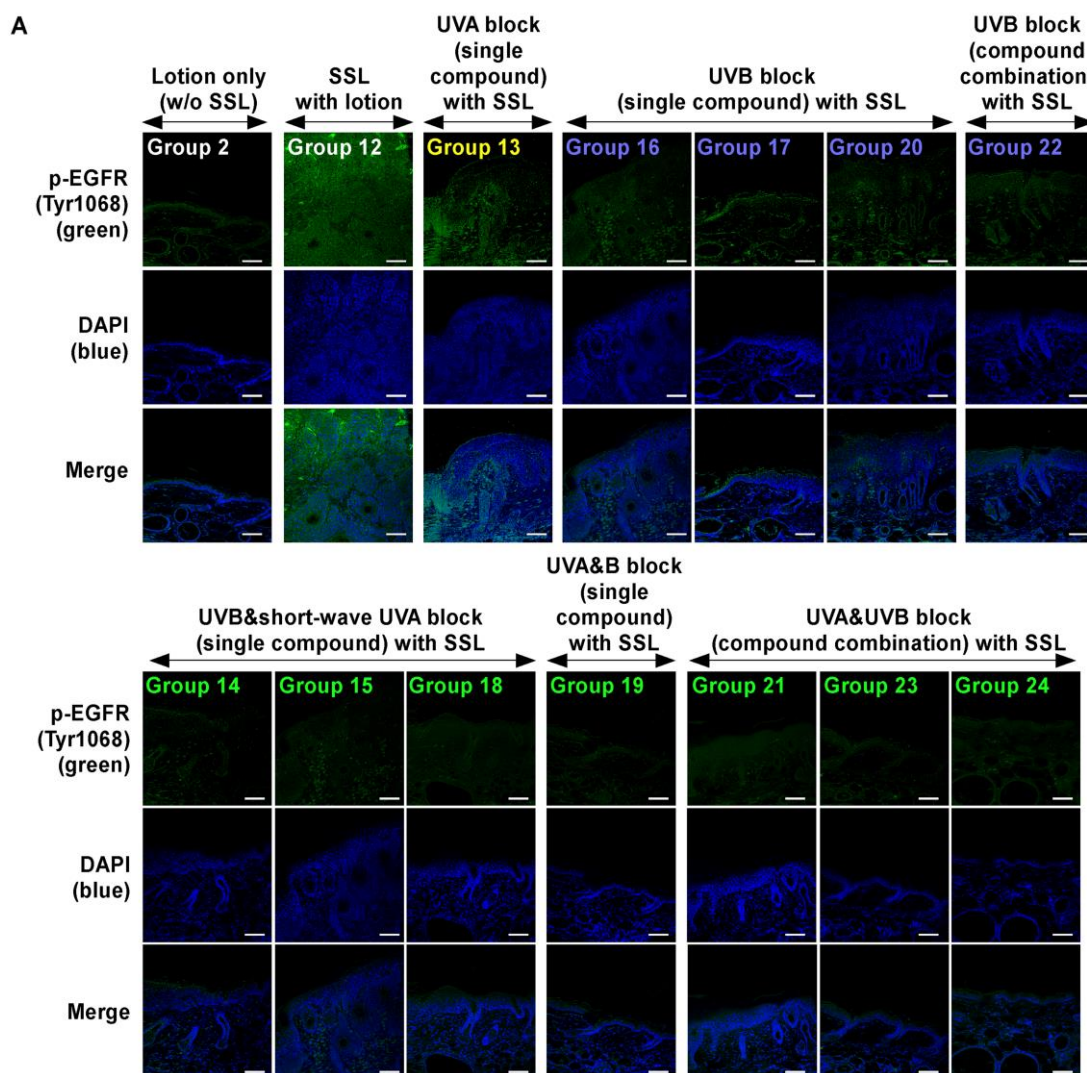 A
Lotion only
(w/o SSL)
SSL
with lotion
UVA block
(single
compound)
with SSL
UVB block
(single compound) with SSL
UVB block
(compound
combination
with SSL
Group 2
Group 12
Group 13
Group 16
Group 17
Group 20
Group 22
p-EGFR
(Tyr1068)
(green)
DAPI
(blue)
Merge
UVB&short-wave UVA block
(single compound) with SSL
UVA&B block
(single
compound)
with SSL
UVA&UVB block
(compound combination) with SSL
Group 14
Group 15
Group 18
Group 19
Group 21
Group 23
Group 24
p-EGFR
(Tyr1068)
(green)
DAPI
(blue)
Merge